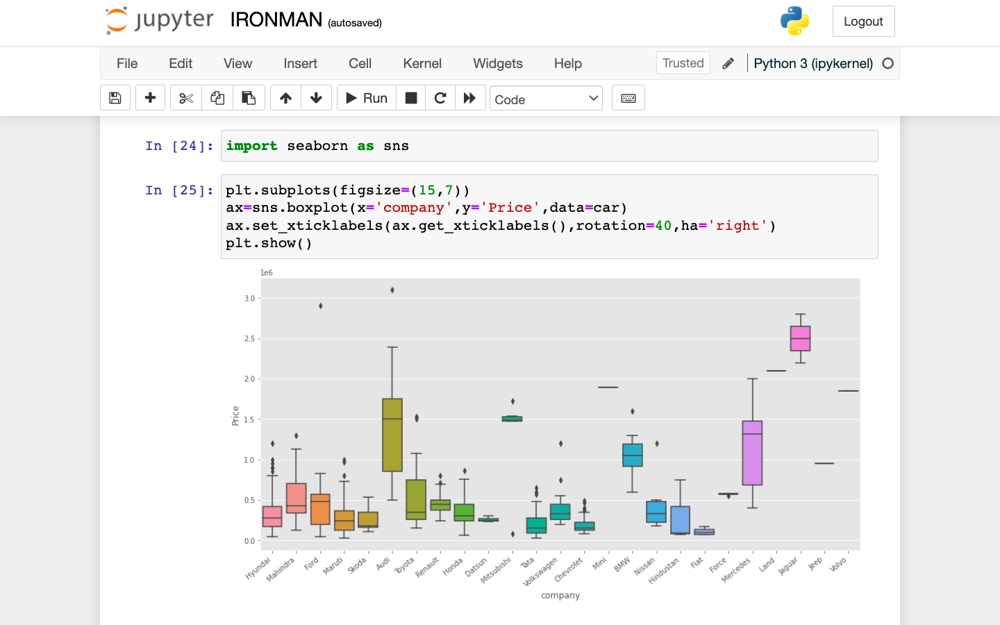 jupyter IRONMAN (autosaved) Logout
File Edit View Insert Cell Kernel Widgets Help Trusted Python 3 (ipykernel)
Run Code
In [24]: import seaborn as sns
In [25]: plt.subplots(figsize=(15,7))
ax=sns.boxplot(x='company',y='Price',data=car)
ax.set_xticklabels(ax.get_xticklabels(),rotation=40,ha='right')
plt.show()
1e6
3.0
2.5
2.0
1.5
1.0
0.5
0.0
Price
Hyundai Mahindra Ford Maruti Skoda Audi Toyota Renault Honda Datsun Mitsubishi Tata Volkswagen Chevrolet Mini BMW Nissan Hindustan Fiat Force Mercedes Land Jaguar Jeep Volvo
company